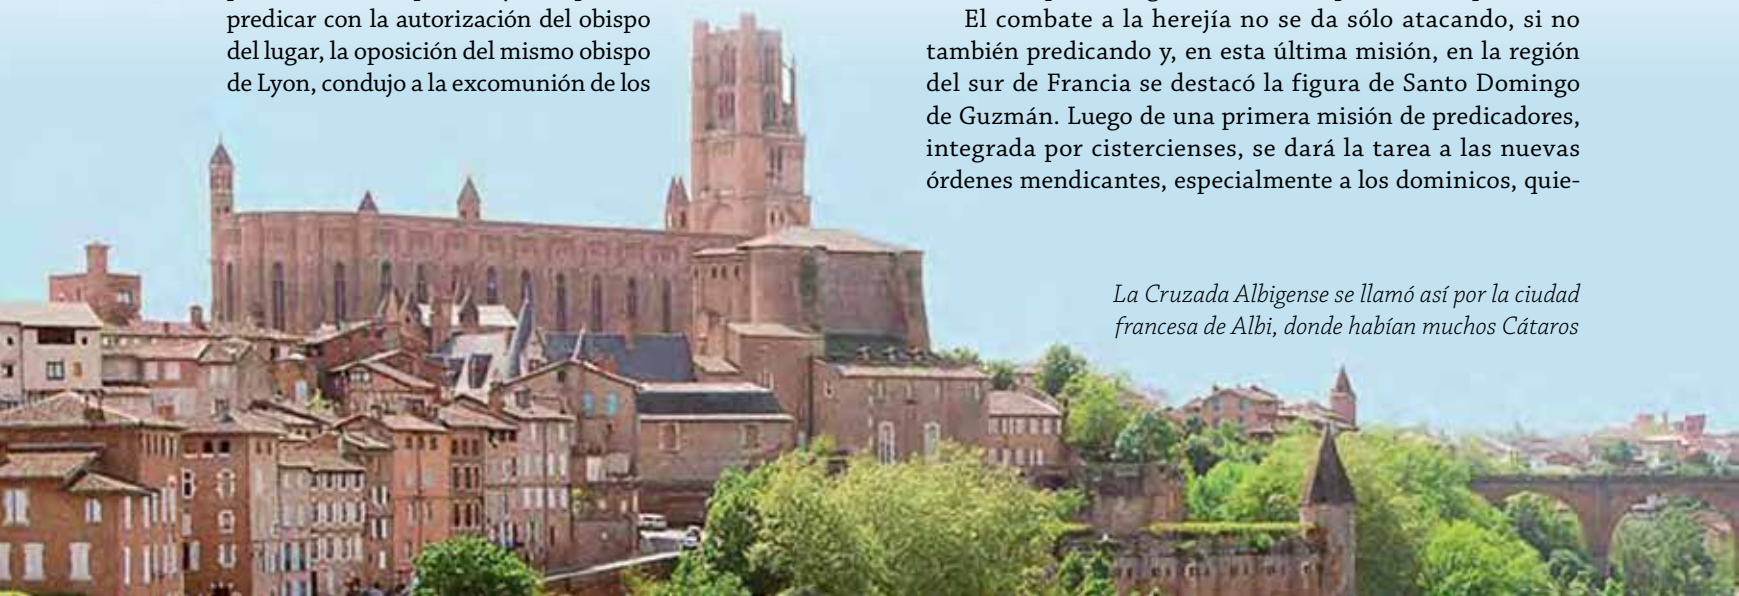 predicar con la autorización del obispo
del lugar, la oposición del mismo obispo
de Lyon, condujo a la excomunión de los
El combate a la herejía no se da sólo atacando, si no
también predicando y, en esta última misión, en la región
del sur de Francia se destacó la figura de Santo Domingo
de Guzmán. Luego de una primera misión de predicadores,
integrada por cistercienses, se dará la tarea a las nuevas
órdenes mendicantes, especialmente a los dominicos, quie-
La Cruzada Albigense se llamó así por la ciudad
francesa de Albi, donde habían muchos Cátaros